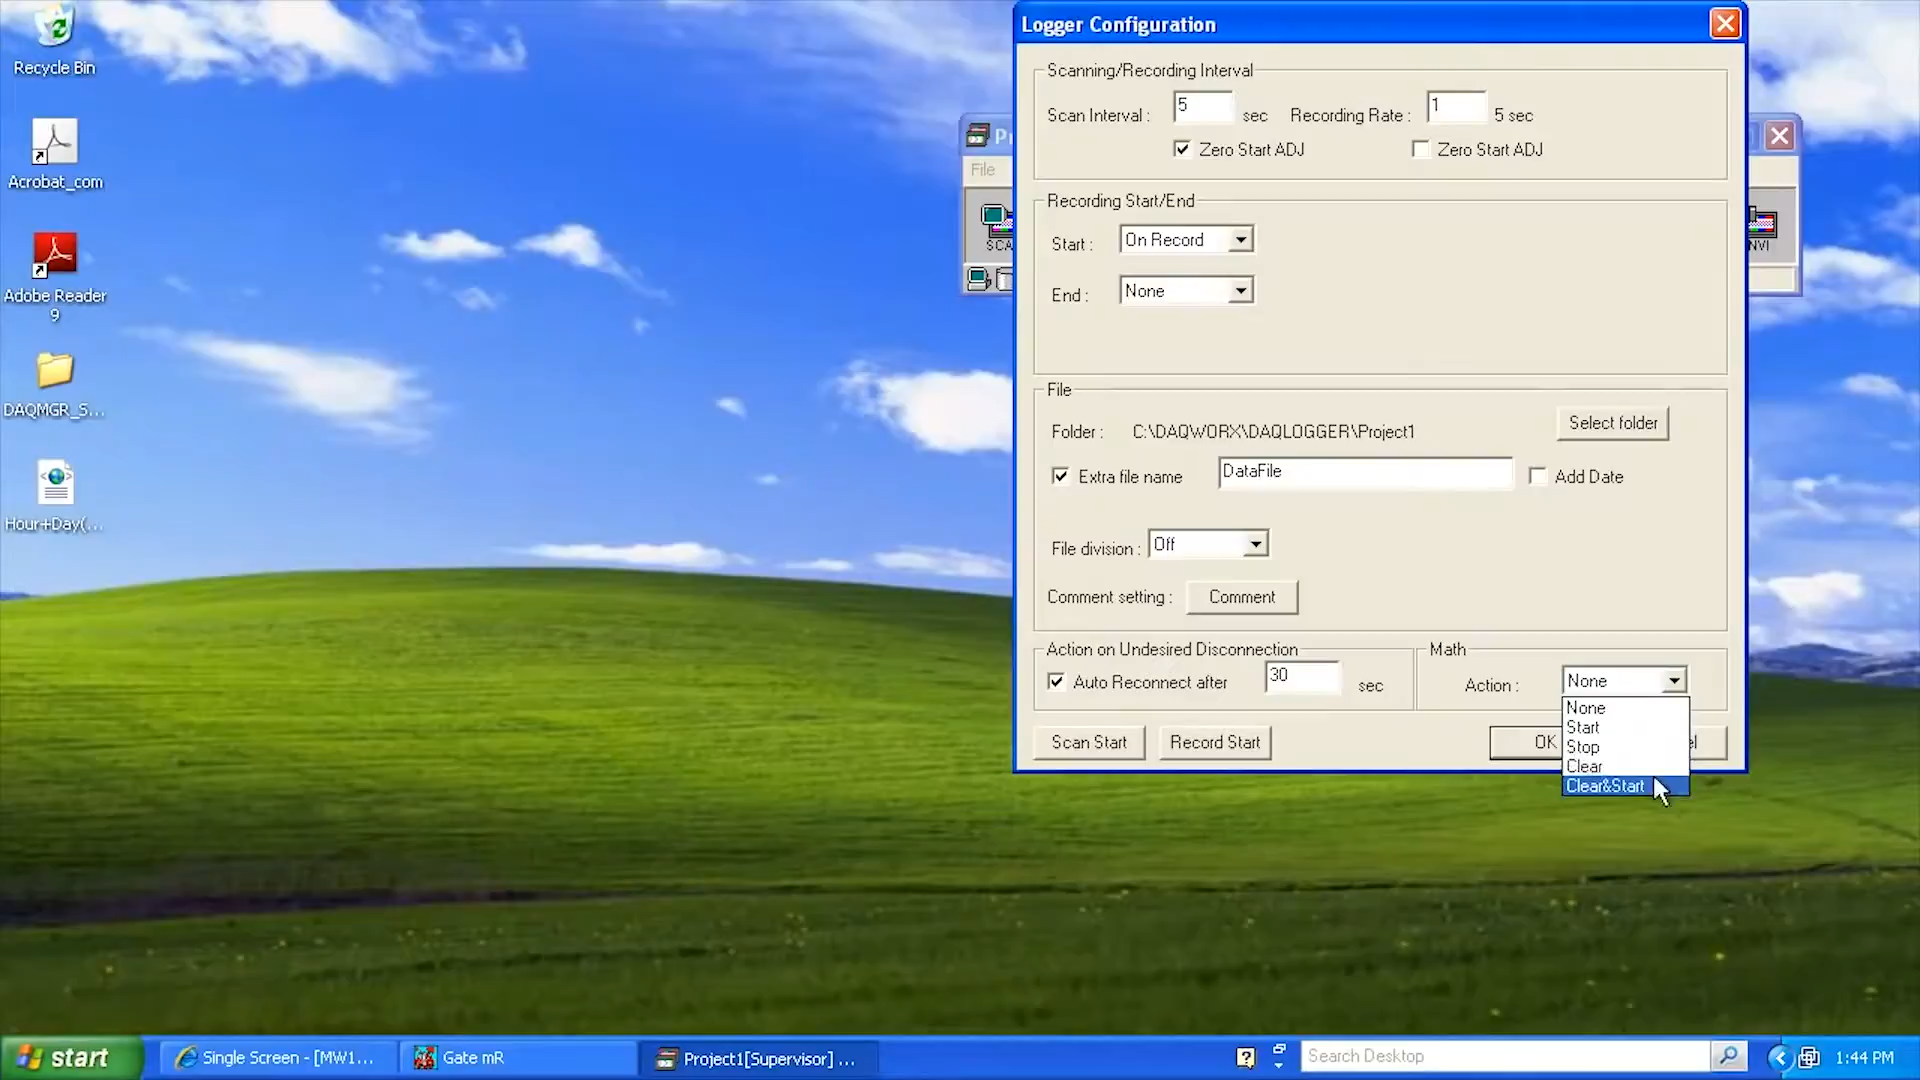 Recycle Bin
Acrobat_com
Adobe Reader
9
DAQMGR_S...
Hour+Day(...
File
SCA
NVI
Logger Configuration
Scanning/Recording Interval
Scan Interval : 5 sec Recording Rate : 1 5 sec
Zero Start ADJ Zero Start ADJ
Recording Start/End
Start : On Record
End : None
File
Folder : C:\DAQWORX\DAQLOGGER\Project1 Select folder
Extra file name DataFile Add Date
File division : Off
Comment setting : Comment
Action on Undesired Disconnection Math
Auto Reconnect after 30 sec Action : None
None
Start
Stop
Clear
Clear&Start
Scan Start Record Start OK
start Single Screen - [MW1... Gate mR Project1[Supervisor] ... Search Desktop 1:44 PM